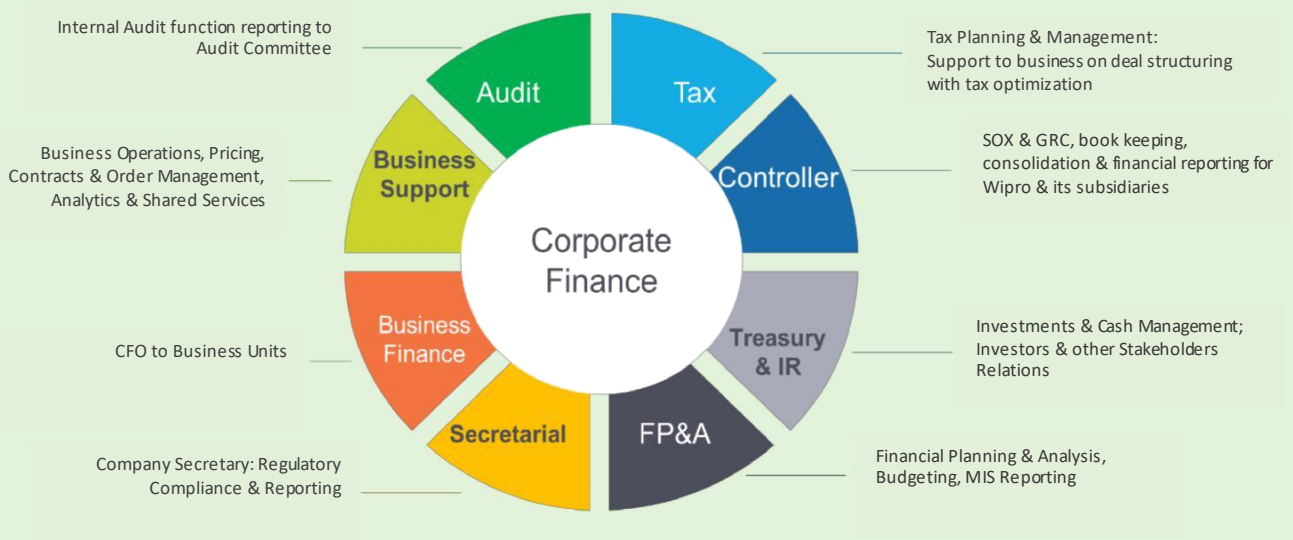 Internal Audit function reporting to
Audit Committee
Audit
Tax
Tax Planning & Management:
Support to business on deal structuring
with tax optimization
Business Operations, Pricing,
Contracts & Order Management,
Analytics & Shared Services
Business
Support
Controller
SOX & GRC, book keeping,
consolidation & financial reporting for
Wipro & its subsidiaries
Corporate
Finance
CFO to Business Units
Business
Finance
Treasury
& IR
Investments & Cash Management;
Investors & other Stakeholders
Relations
Company Secretary: Regulatory
Compliance & Reporting
Secretarial
FP&A
Financial Planning & Analysis,
Budgeting, MIS Reporting